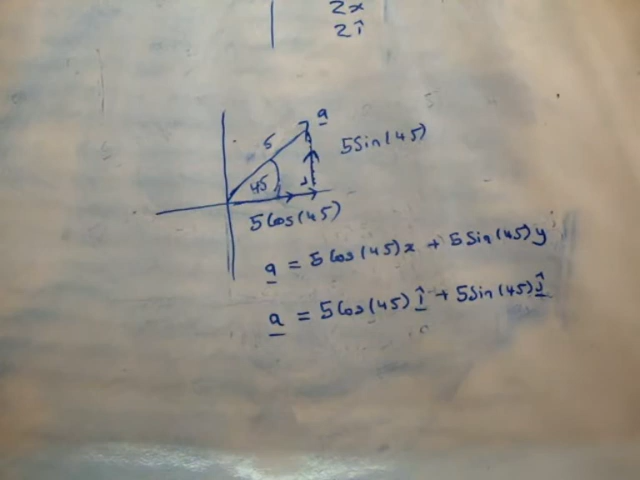 2x
2î
a
5
5Sin(45)
45
5Cos(45)
a = 5Cos(45)x + 5Sin(45)y
a = 5Cos(45)î + 5Sin(45)ĵ